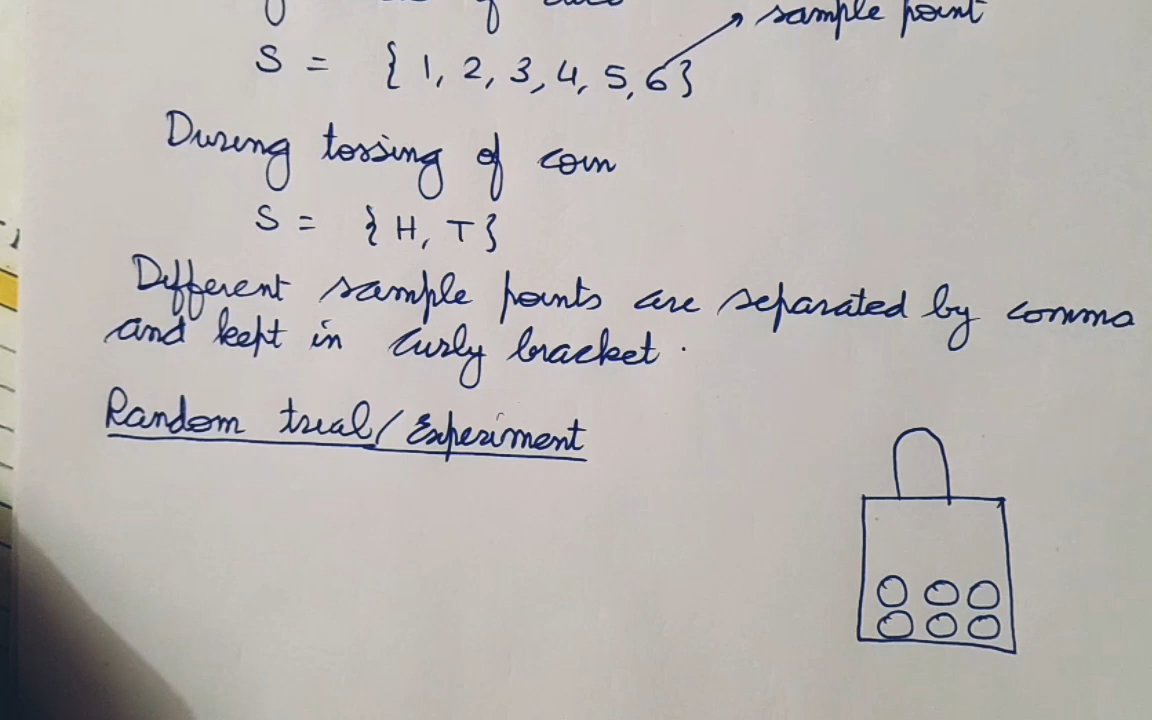 of
sample point
S = { 1, 2, 3, 4, 5, 6}
During tossing of coin
S = { H, T}
Different sample points are separated by comma
and kept in curly bracket.
Random trial/Experiment